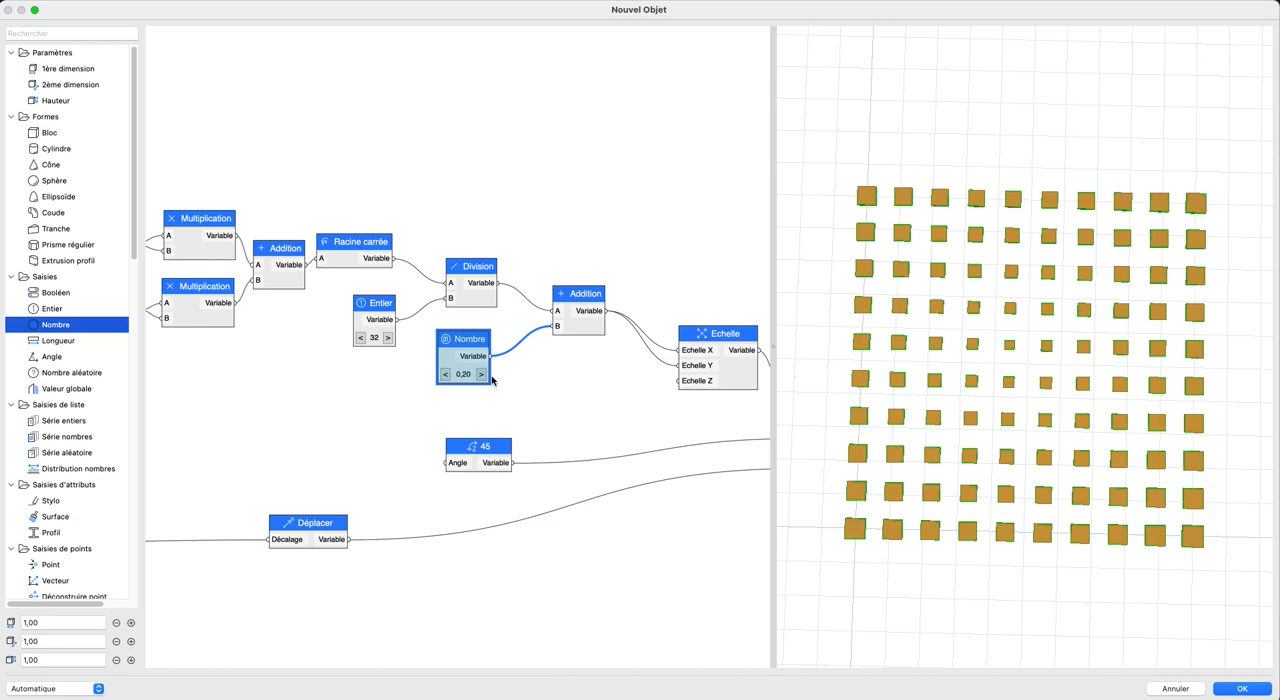 Nouvel Objet
Rechercher
Paramètres
1ère dimension
2ème dimension
Hauteur
Formes
Bloc
Cylindre
Cône
Sphère
Ellipsoïde
Coude
Tranche
Prisme régulier
Extrusion profil
Saisies
Booléen
Entier
Nombre
Longueur
Angle
Nombre aléatoire
Valeur globale
Saisies de liste
Série entiers
Série nombres
Série aléatoire
Distribution nombres
Saisies d'attributs
Stylo
Surface
Profil
Saisies de points
Point
Vecteur
Déconstruire point
1,00
1,00
1,00
Automatique
Multiplication
A Variable
B
Multiplication
A Variable
B
Addition
A Variable
B
Racine carrée
A Variable
Entier
Variable
< 32 >
Division
A Variable
B
Nombre
Variable
< 0,20 >
Addition
A Variable
B
Echelle
Echelle X Variable
Echelle Y
Echelle Z
45
Angle Variable
Déplacer
Décalage Variable
Annuler
OK